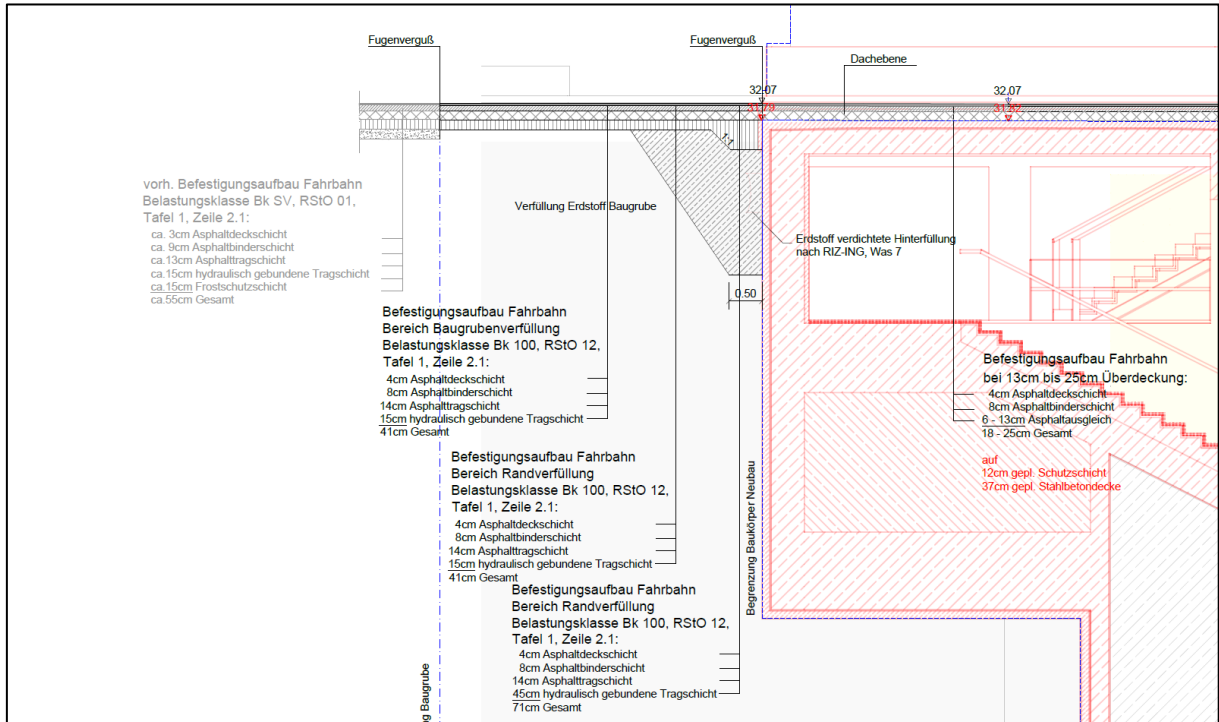 Fugenverguß
Fugenverguß
Dachebene
32,07
31,79
32,07
31,82
1:1
vorh. Befestigungsaufbau Fahrbahn
Belastungsklasse Bk SV, RStO 01,
Tafel 1, Zeile 2.1:
ca. 3cm Asphaltdeckschicht
ca. 9cm Asphaltbinderschicht
ca.13cm Asphalttragschicht
ca.15cm hydraulisch gebundene Tragschicht
ca.15cm Frostschutzschicht
ca.55cm Gesamt
Verfüllung Erdstoff Baugrube
Erdstoff verdichtete Hinterfüllung
nach RIZ-ING, Was 7
0.50
Befestigungsaufbau Fahrbahn
Bereich Baugrubenverfüllung
Belastungsklasse Bk 100, RStO 12,
Tafel 1, Zeile 2.1:
4cm Asphaltdeckschicht
8cm Asphaltbinderschicht
14cm Asphalttragschicht
15cm hydraulisch gebundene Tragschicht
41cm Gesamt
Befestigungsaufbau Fahrbahn
bei 13cm bis 25cm Überdeckung:
4cm Asphaltdeckschicht
8cm Asphaltbinderschicht
6 - 13cm Asphaltausgleich
18 - 25cm Gesamt
auf
12cm gepl. Schutzschicht
37cm gepl. Stahlbetondecke
Befestigungsaufbau Fahrbahn
Bereich Randverfüllung
Belastungsklasse Bk 100, RStO 12,
Tafel 1, Zeile 2.1:
4cm Asphaltdeckschicht
8cm Asphaltbinderschicht
14cm Asphalttragschicht
15cm hydraulisch gebundene Tragschicht
41cm Gesamt
Begrenzung Baukörper Neubau
Befestigungsaufbau Fahrbahn
Bereich Randverfüllung
Belastungsklasse Bk 100, RStO 12,
Tafel 1, Zeile 2.1:
4cm Asphaltdeckschicht
8cm Asphaltbinderschicht
14cm Asphalttragschicht
45cm hydraulisch gebundene Tragschicht
71cm Gesamt
Baugrube